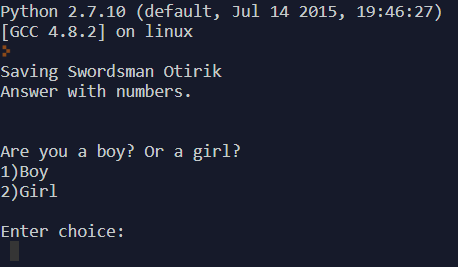 Python 2.7.10 (default, Jul 14 2015, 19:46:27)
[GCC 4.8.2] on linux
Saving Swordsman Otirik
Answer with numbers.
Are you a boy? Or a girl?
1)Boy
2)Girl
Enter choice: